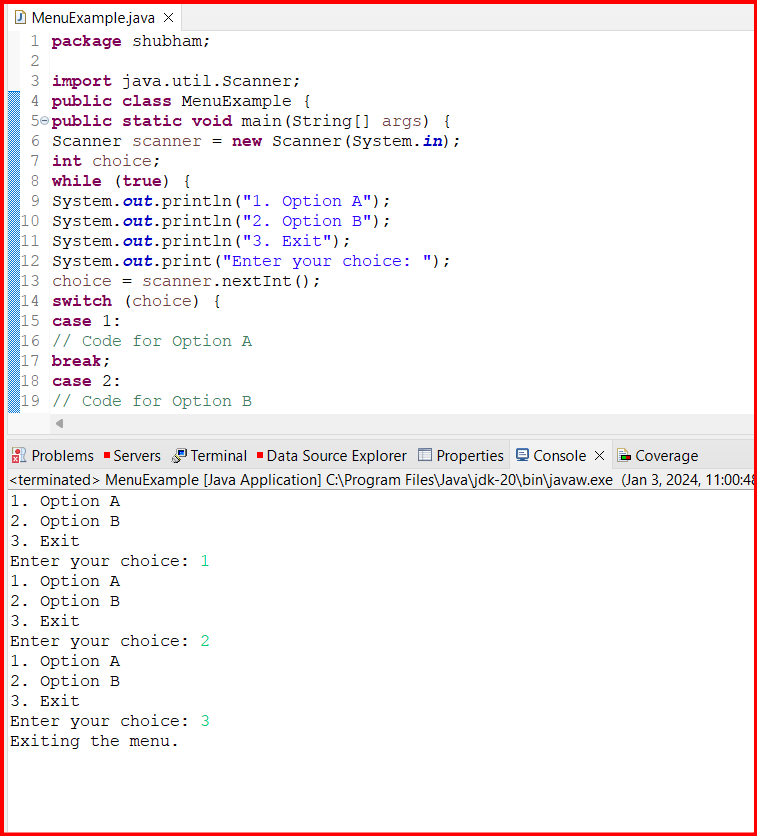 MenuExample.java
1 package shubham;
2
3 import java.util.Scanner;
4 public class MenuExample {
5 public static void main(String[] args) {
6 Scanner scanner = new Scanner(System.in);
7 int choice;
8 while (true) {
9 System.out.println("1. Option A");
10 System.out.println("2. Option B");
11 System.out.println("3. Exit");
12 System.out.print("Enter your choice: ");
13 choice = scanner.nextInt();
14 switch (choice) {
15 case 1:
16 // Code for Option A
17 break;
18 case 2:
19 // Code for Option B
Problems Servers Terminal Data Source Explorer Properties Console Coverage
<terminated> MenuExample [Java Application] C:\Program Files\Java\jdk-20\bin\javaw.exe (Jan 3, 2024, 11:00:48
1. Option A
2. Option B
3. Exit
Enter your choice: 1
1. Option A
2. Option B
3. Exit
Enter your choice: 2
1. Option A
2. Option B
3. Exit
Enter your choice: 3
Exiting the menu.